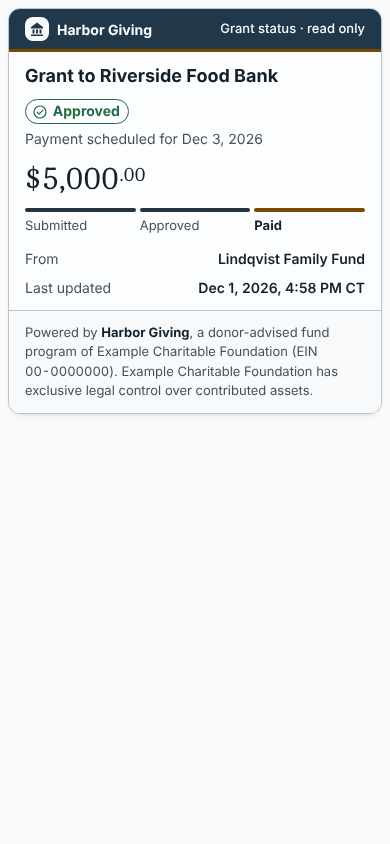 Harbor Giving
Grant status · read only
Grant to Riverside Food Bank
Approved
Payment scheduled for Dec 3, 2026
$5,000.00
Submitted
Approved
Paid
From
Lindqvist Family Fund
Last updated
Dec 1, 2026, 4:58 PM CT
Powered by Harbor Giving, a donor-advised fund
program of Example Charitable Foundation (EIN
00-0000000). Example Charitable Foundation has
exclusive legal control over contributed assets.